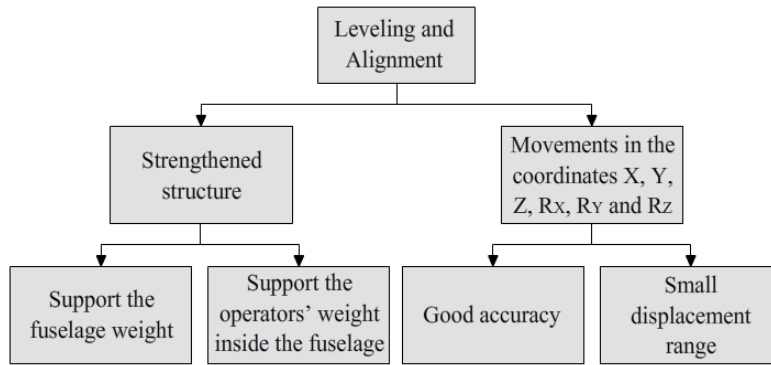 Leveling and
Alignment
Strengthened
structure
Movements in the
coordinates X, Y,
Z, RX, RY and RZ
Support the
fuselage weight
Support the
operators' weight
inside the fuselage
Good accuracy
Small
displacement
range